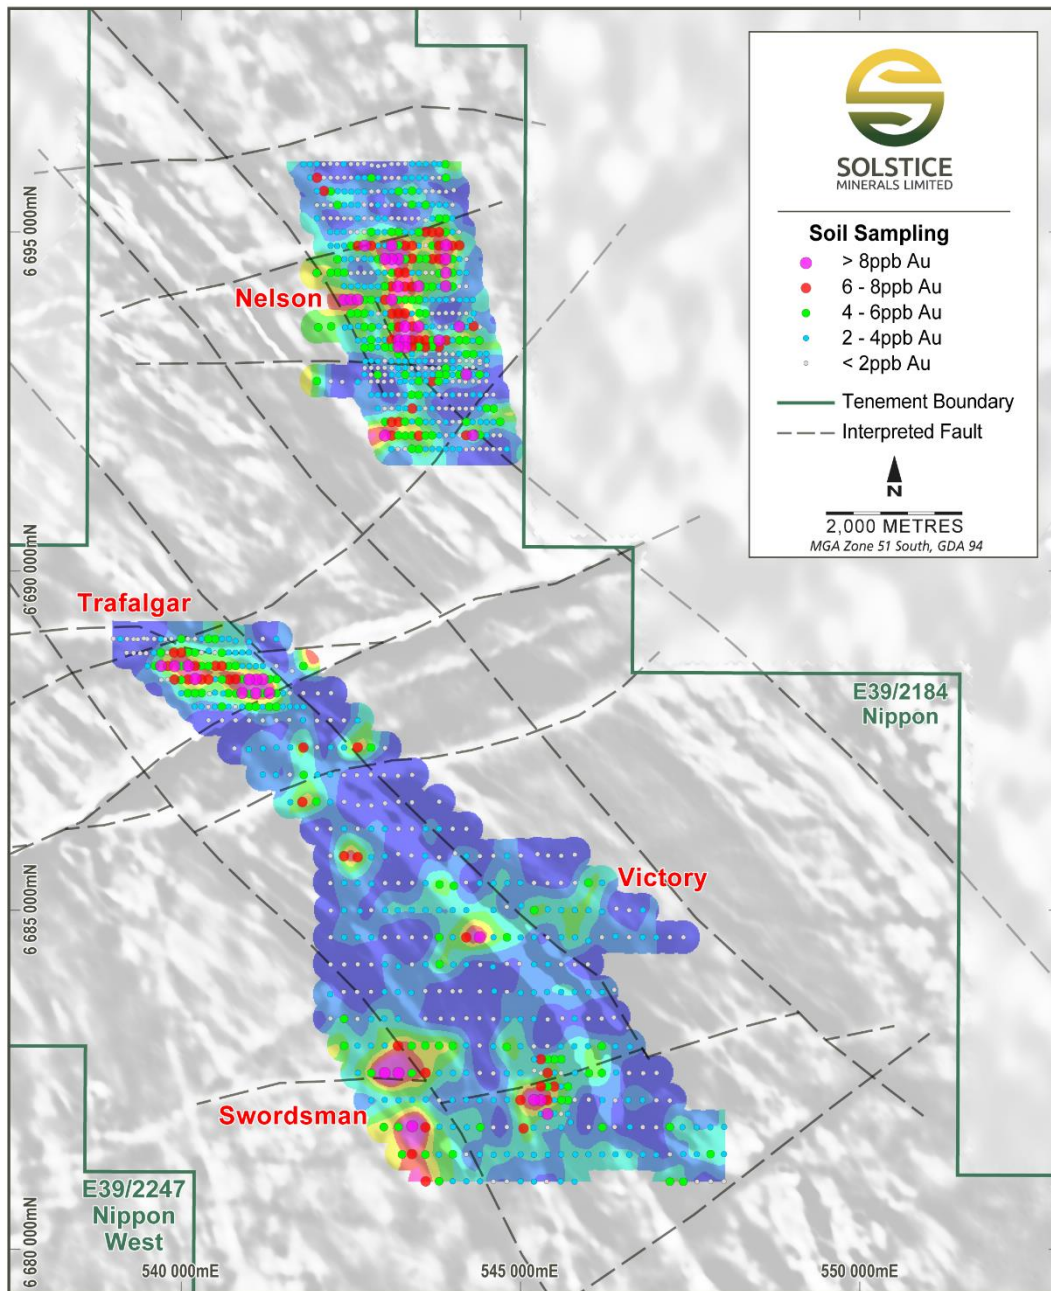 SOLSTICE
MINERALS LIMITED
Soil Sampling
> 8ppb Au
6 - 8ppb Au
4 - 6ppb Au
2 - 4ppb Au
< 2ppb Au
Tenement Boundary
Interpreted Fault
N
2,000 METRES
MGA Zone 51 South, GDA 94
6 695 000mN
Nelson
6 690 000mN
Trafalgar
E39/2184
Nippon
Victory
6 685 000mN
Swordsman
E39/2247
Nippon
West
6 680 000mN
540 000mE
545 000mE
550 000mE